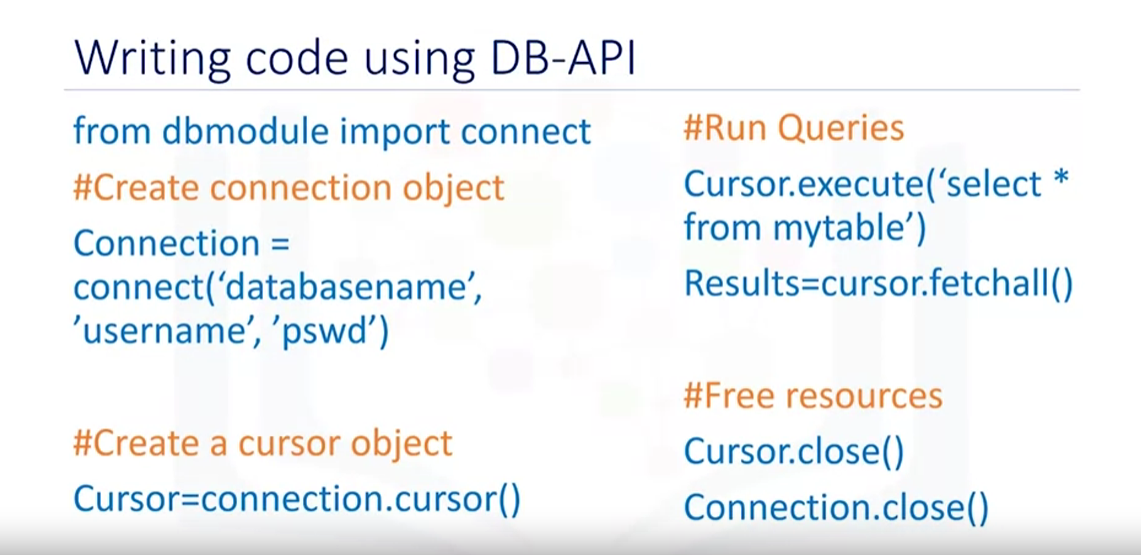 Writing code using DB-API
from dbmodule import connect
#Create connection object
Connection =
connect(‘databasename’,
’username’, ’pswd’)
#Create a cursor object
Cursor=connection.cursor()
#Run Queries
Cursor.execute(‘select *
from mytable’)
Results=cursor.fetchall()
#Free resources
Cursor.close()
Connection.close()